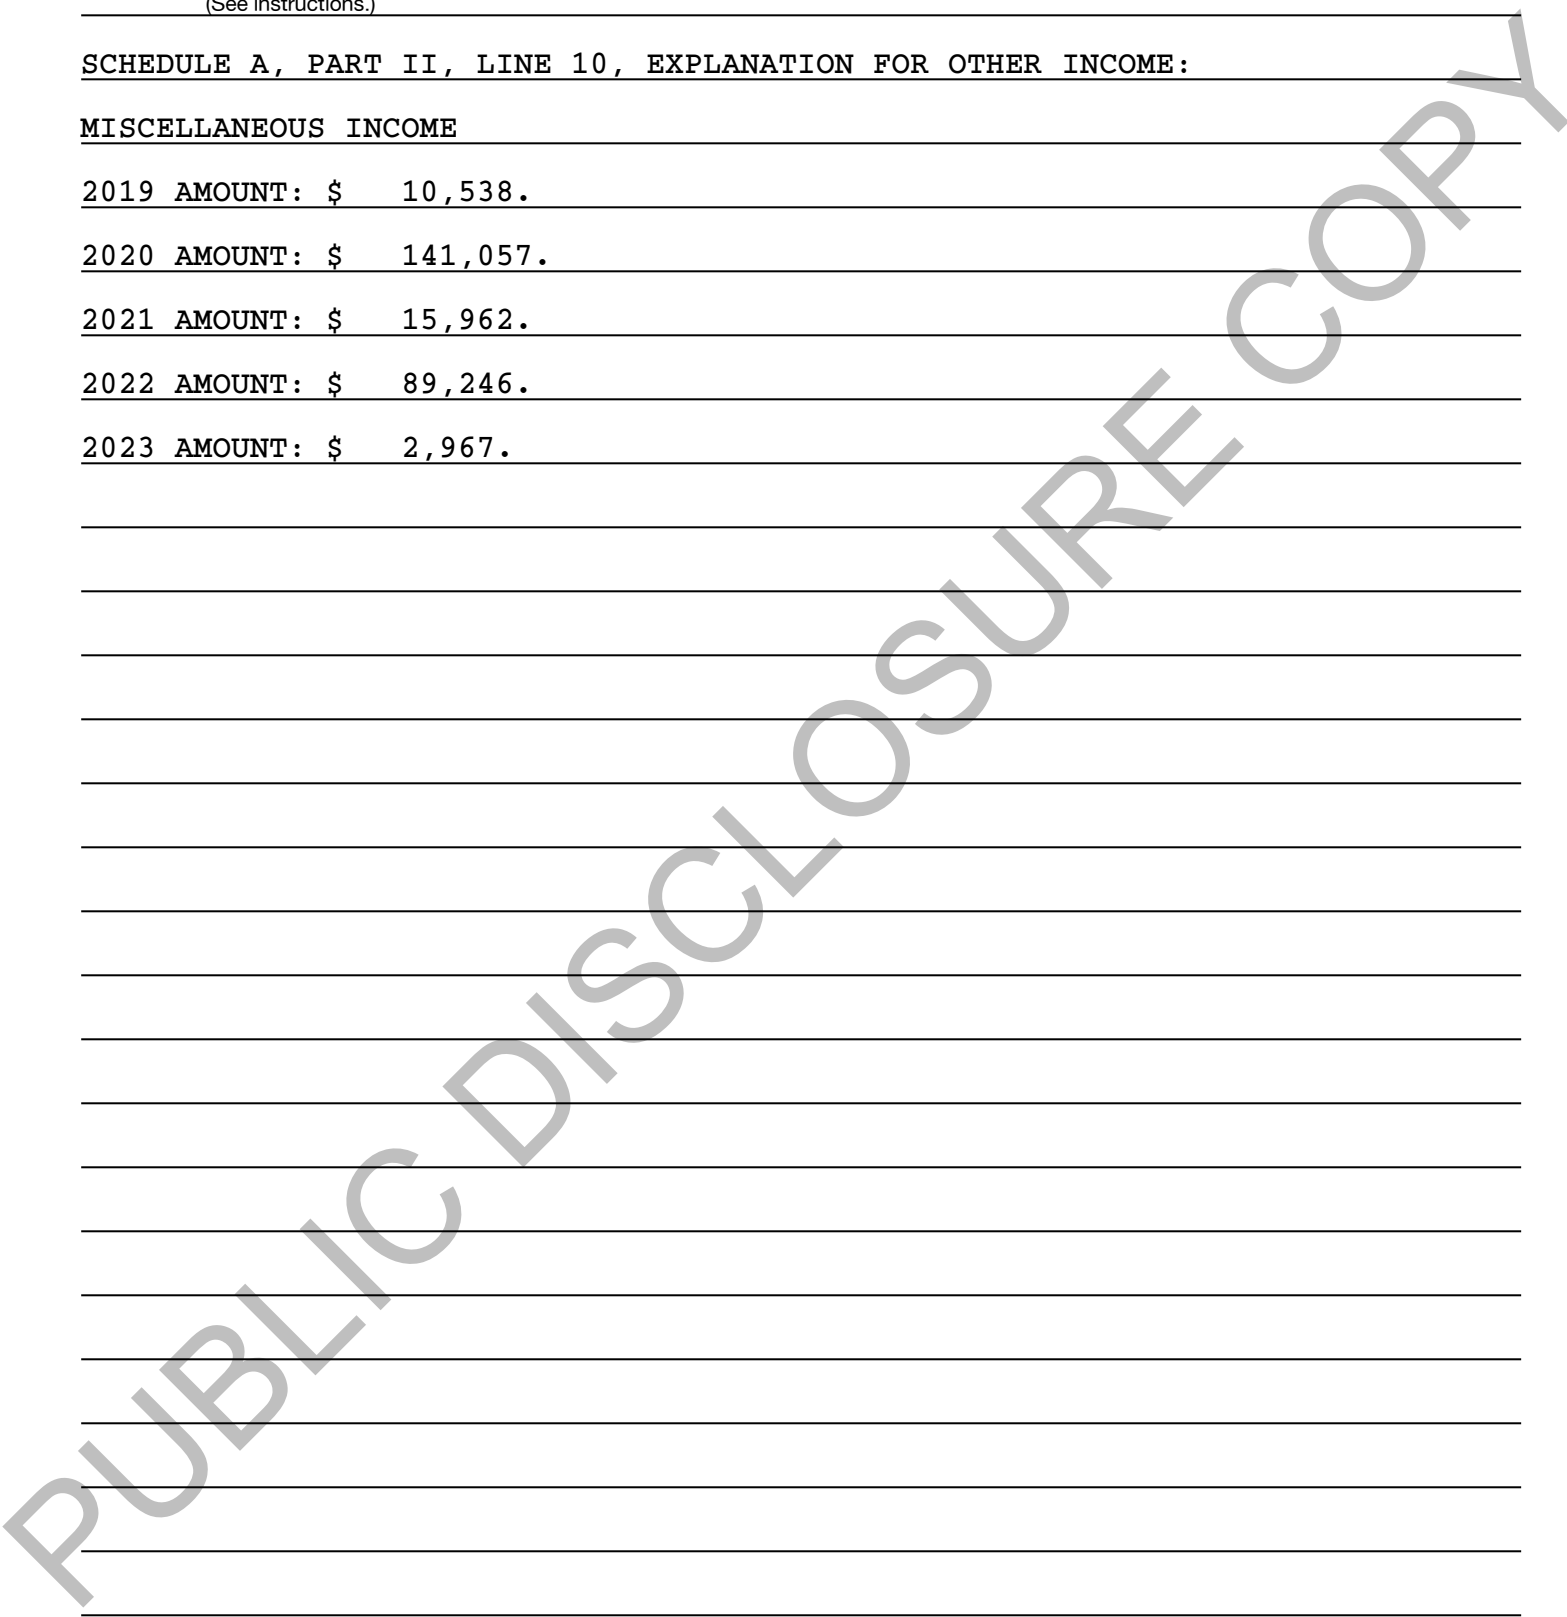 (See instructions.)
SCHEDULE A, PART II, LINE 10, EXPLANATION FOR OTHER INCOME:
MISCELLANEOUS INCOME
2019 AMOUNT: $ 10,538.
2020 AMOUNT: $ 141,057.
2021 AMOUNT: $ 15,962.
2022 AMOUNT: $ 89,246.
2023 AMOUNT: $ 2,967.
PUBLIC DISCLOSURE COPY